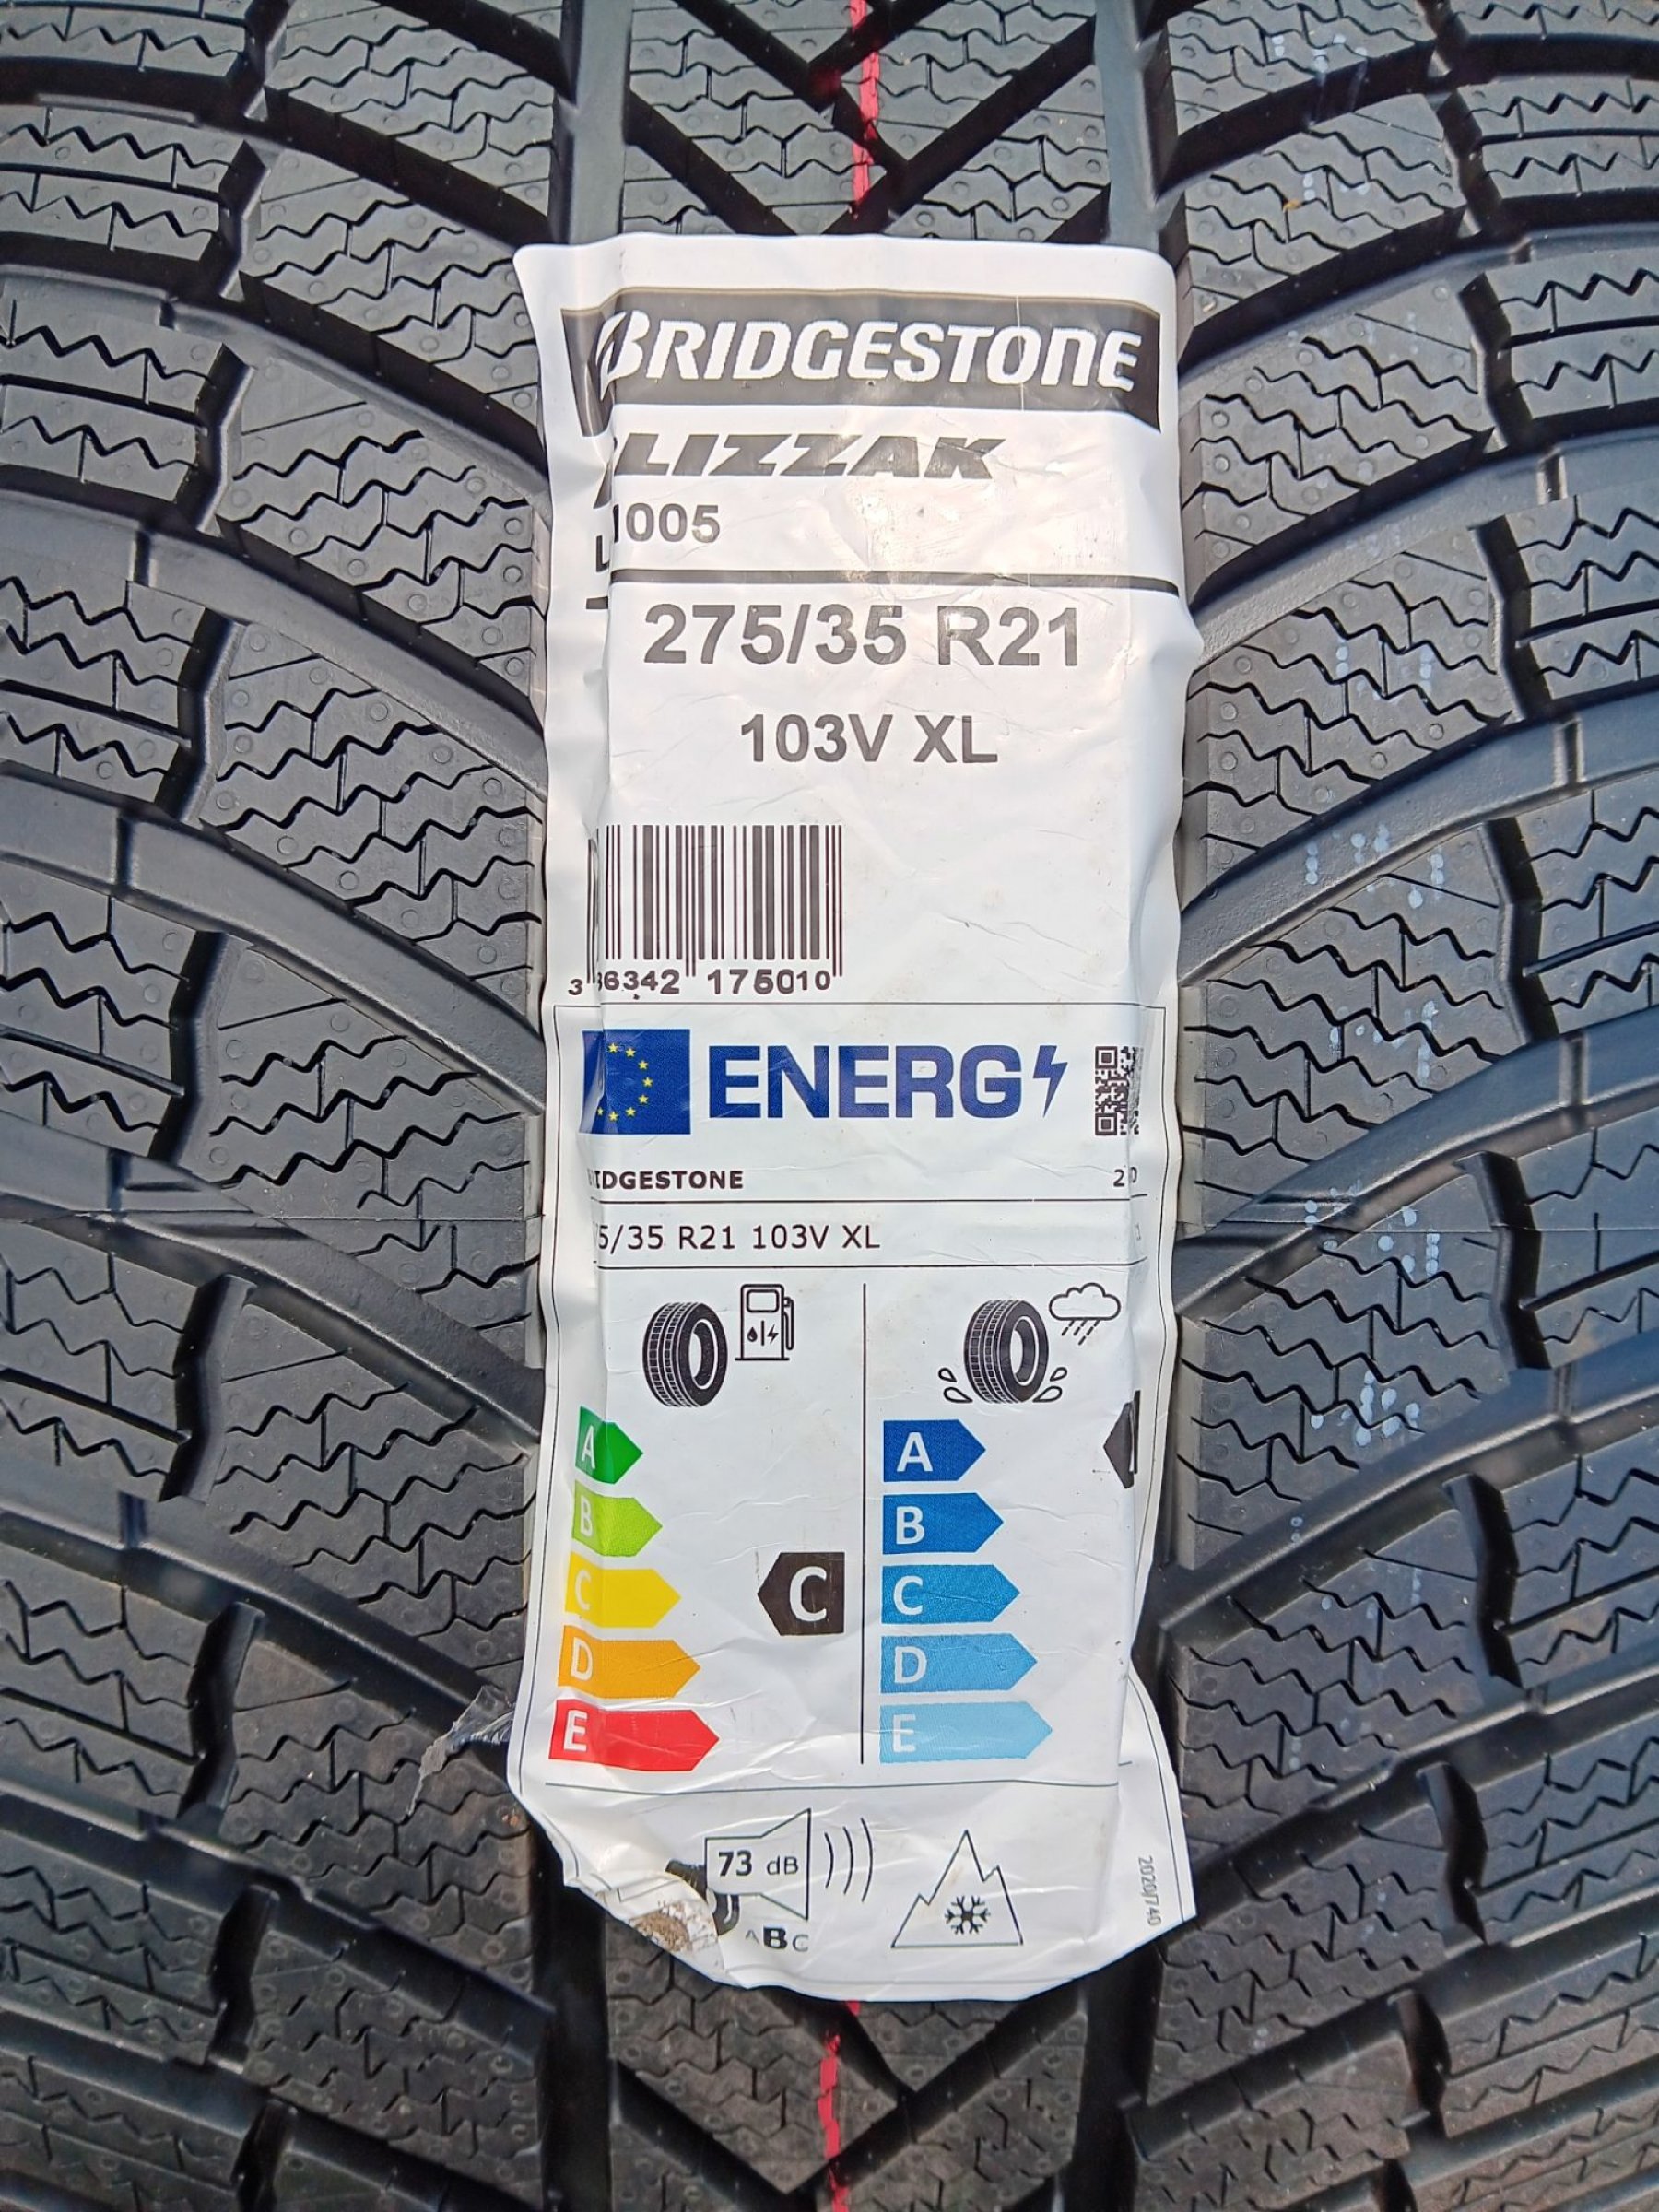 BRIDGESTONE
LIZZAK
005
275/35 R21
103V XL
3 6342 175010
ENERG
IDGESTONE
5/35 R21 103V XL
A A
B B
C C C
D D
E E
73 dB
ABC
2020/740